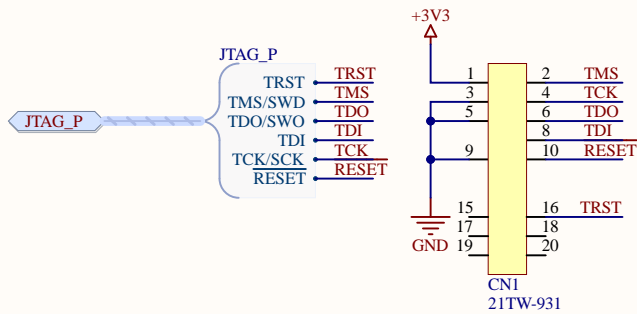 +3V3
JTAG_P
JTAG_P
TRST TRST
TMS/SWD TMS
TDO/SWO TDO
TDI TDI
TCK/SCK TCK
RESET RESET
1 2 TMS
3 4 TCK
5 6 TDO
8 TDI
9 10 RESET
15 16 TRST
17 18
19 20
GND
CN1
21TW-931